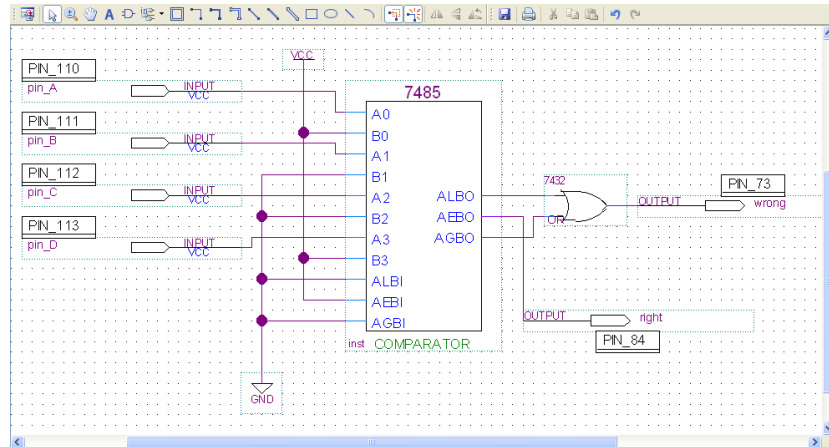 A
VCC
PIN_110
pin_A
INPUT
VCC
7485
A0
PIN_111
pin_B
INPUT
VCC
B0
A1
B1
PIN_112
pin_C
INPUT
VCC
A2
ALBO
7432
OR
PIN_73
OUTPUT
wrong
B2
AEBO
PIN_113
pin_D
INPUT
VCC
A3
AGBO
B3
ALBI
AEBI
AGBI
OUTPUT
right
PIN_84
inst COMPARATOR
GND